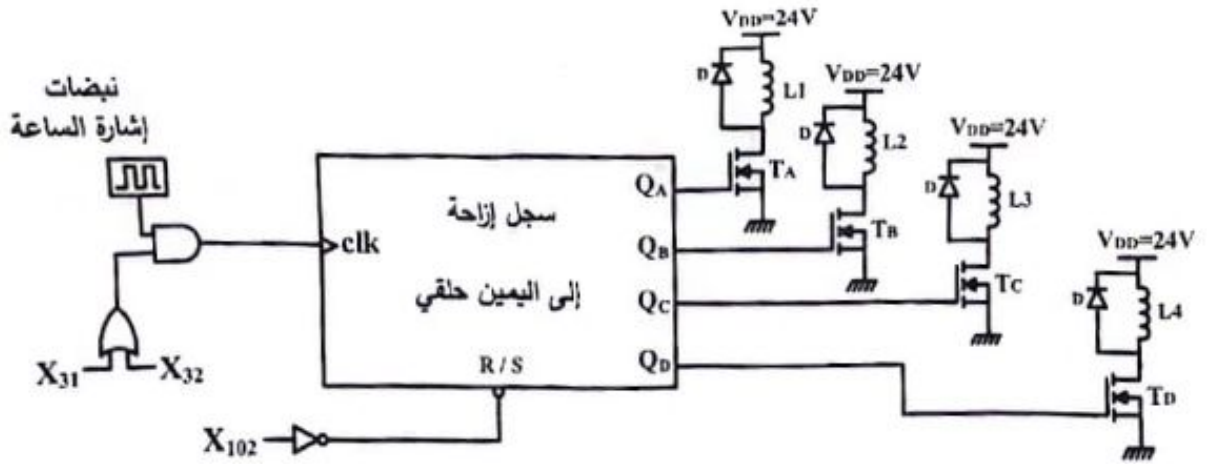 نبضات
إشارة الساعة
X31
X32
X102
clk
سجل إزاحة
إلى اليمين حلقي
R / S
QA
QB
QC
QD
VDD=24V
D
L1
TA
VDD=24V
D
L2
TB
VDD=24V
D
L3
TC
VDD=24V
D
L4
TD